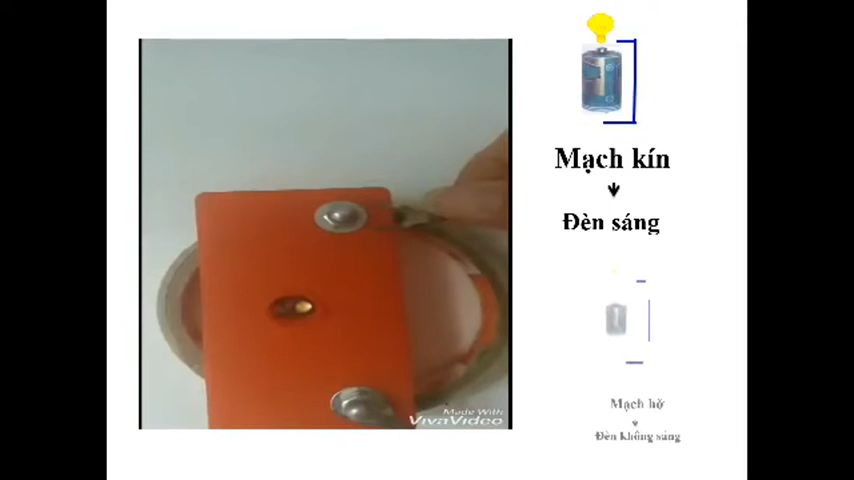 Mạch kín
Đèn sáng
Mạch hở
Đèn không sáng
Made With
VivaVideo